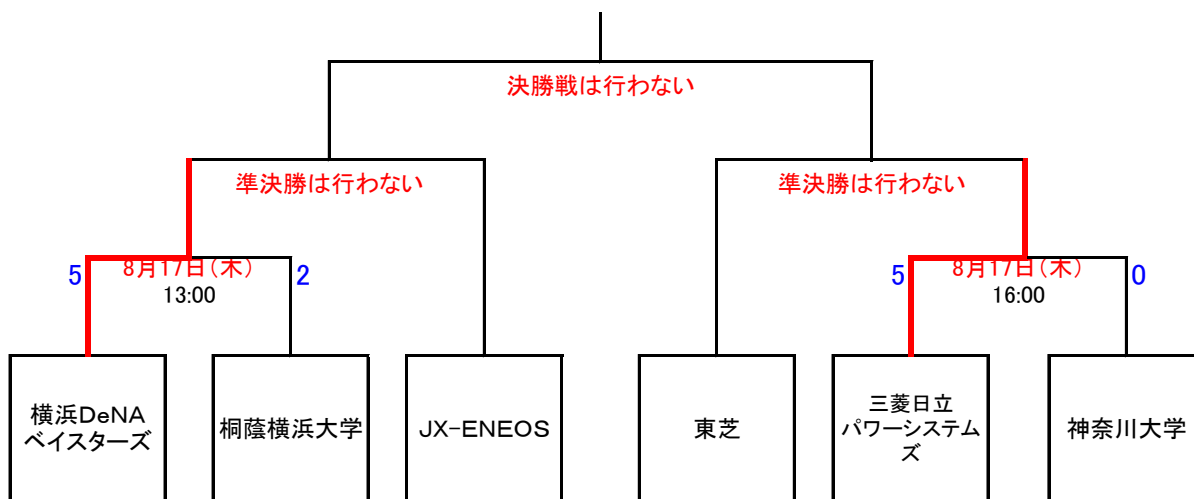 決勝戦は行わない
準決勝は行わない
準決勝は行わない
5
8月17日(木)
13:00
2
5
8月17日(木)
16:00
0
横浜DeNA
ベイスターズ
桐蔭横浜大学
JX-ENEOS
東芝
三菱日立
パワーシステム
ズ
神奈川大学